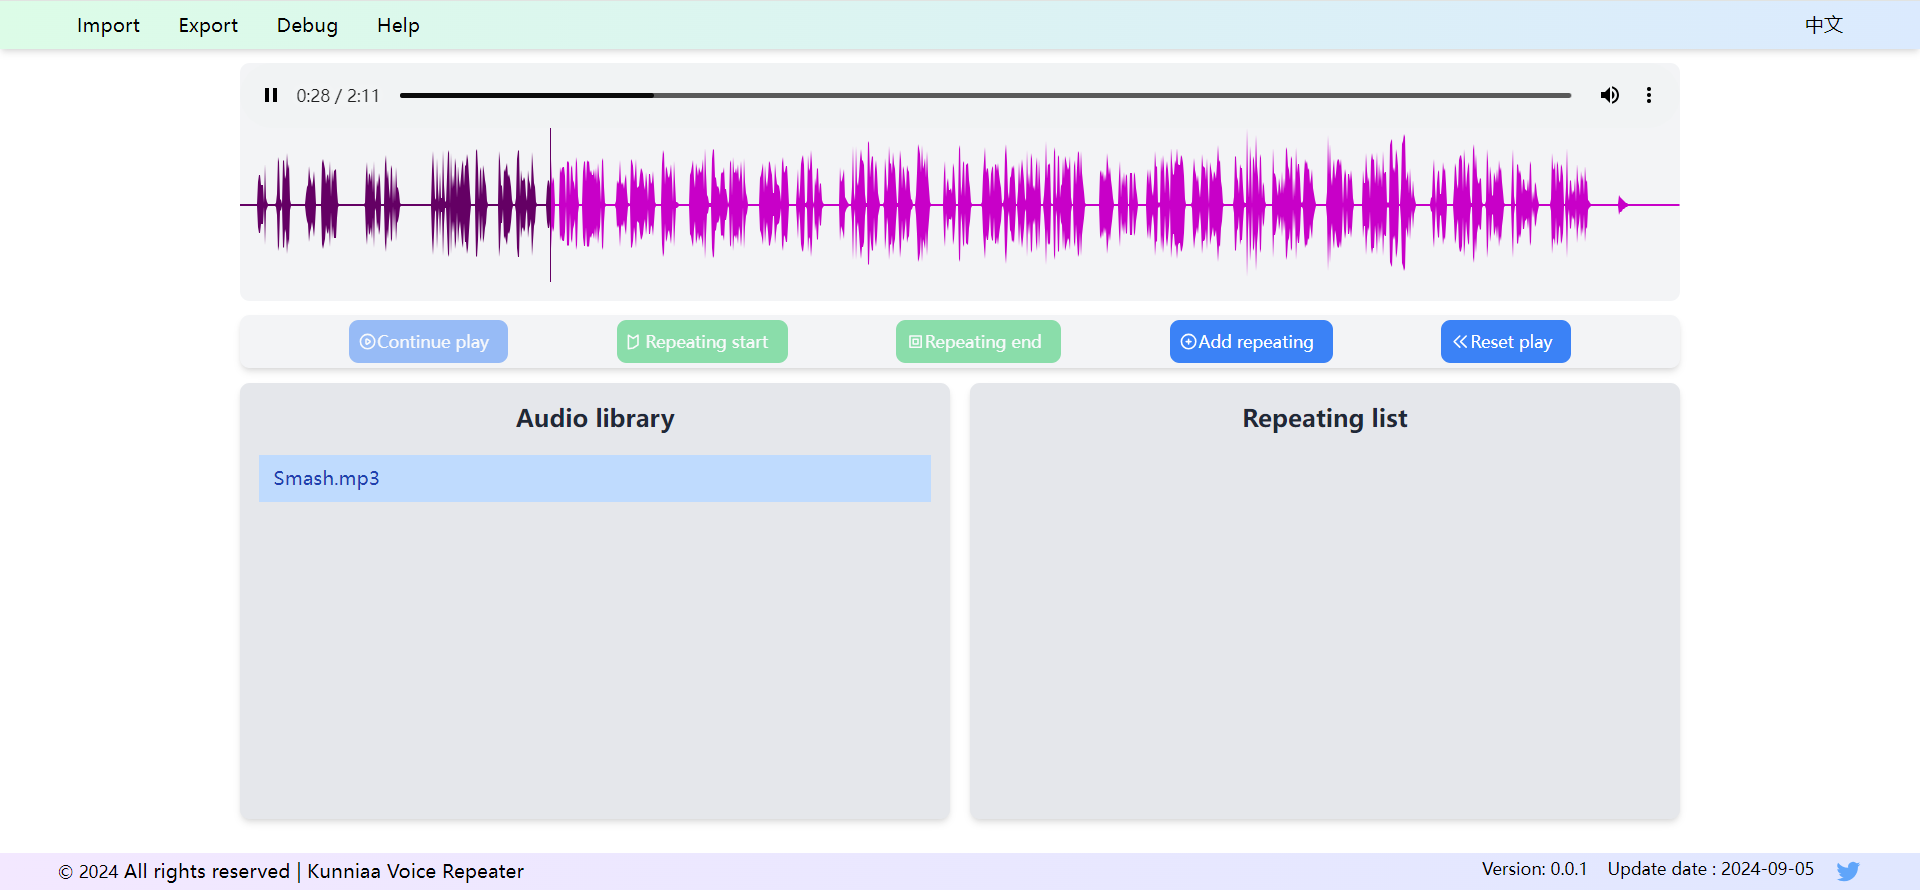 Import Export Debug Help 中文
0:28 / 2:11
Continue play Repeating start Repeating end Add repeating Reset play
Audio library
Smash.mp3
Repeating list
© 2024 All rights reserved | Kunniaa Voice Repeater Version: 0.0.1 Update date : 2024-09-05